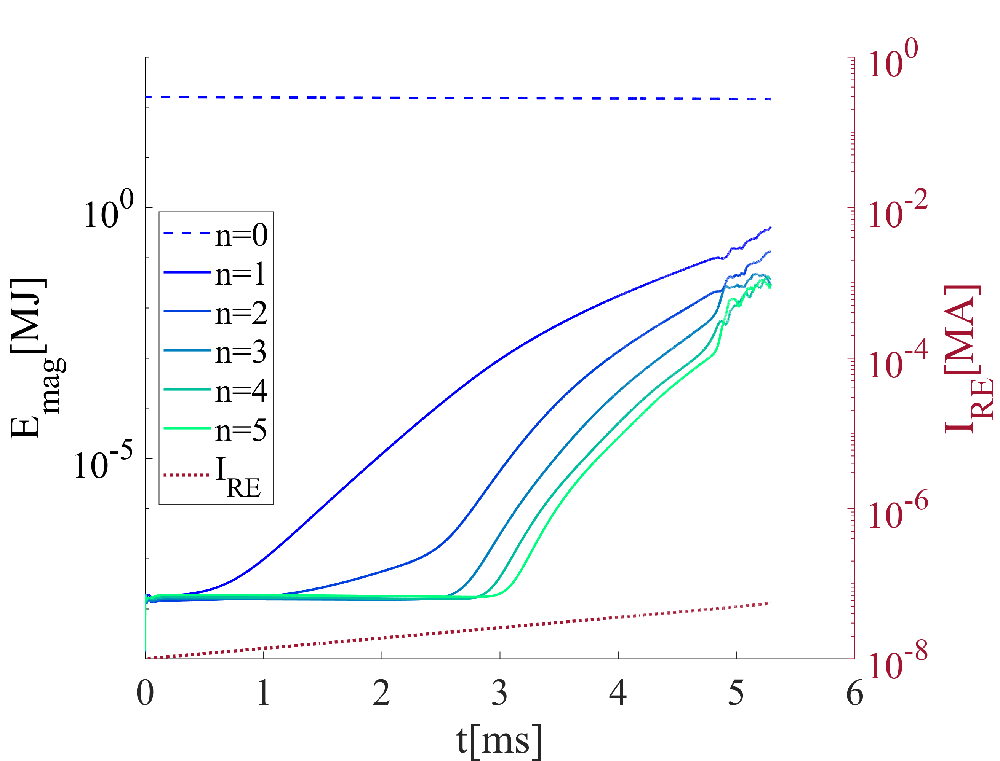 E_mag[MJ]
10^0
10^-5
n=0
n=1
n=2
n=3
n=4
n=5
I_RE
10^0
10^-2
10^-4
10^-6
10^-8
I_RE[MA]
0 1 2 3 4 5 6
t[ms]